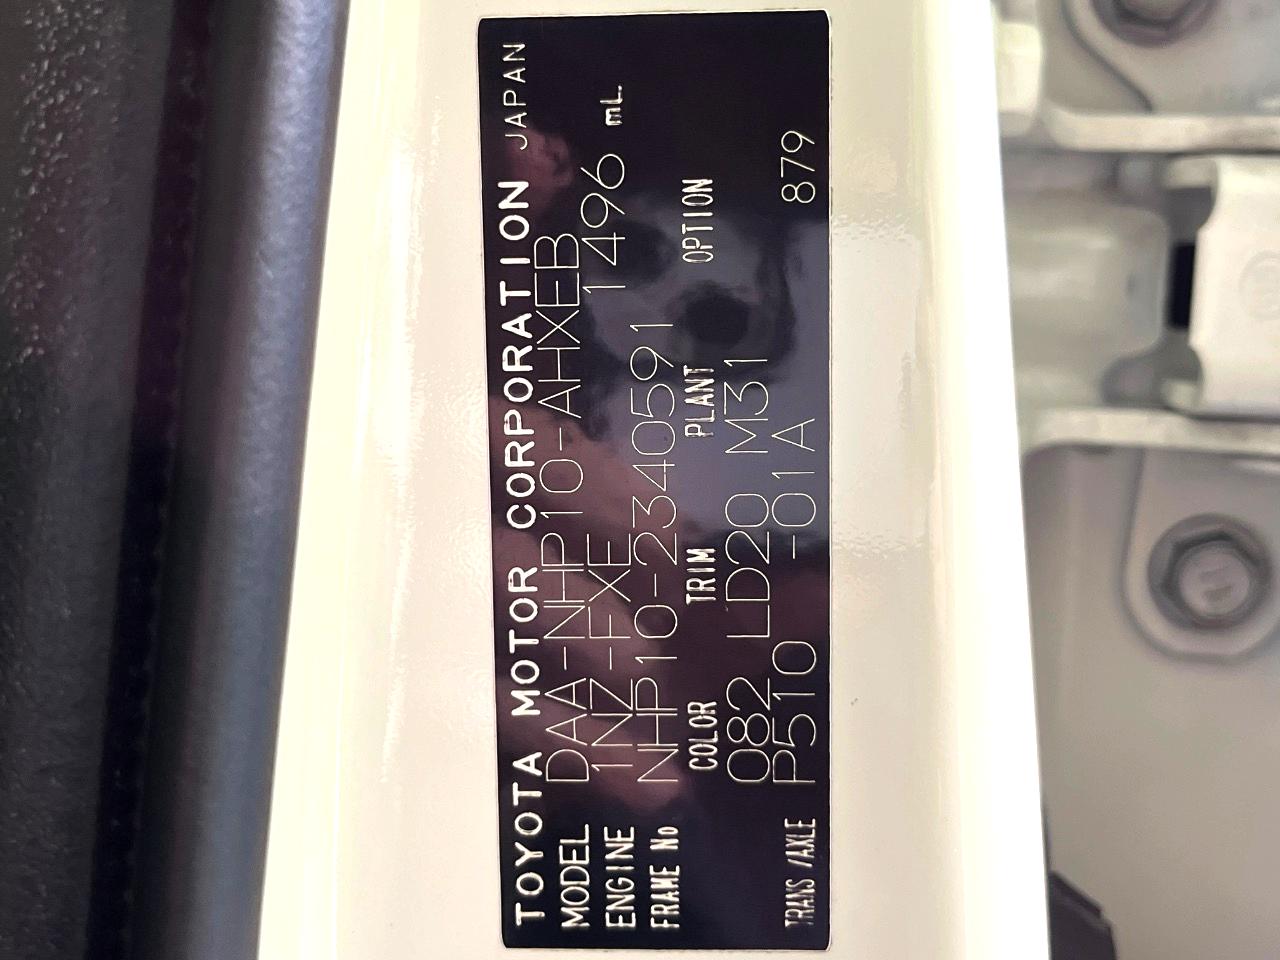 TOYOTA MOTOR CORPORATION JAPAN
MODEL DAA-NHP10-AHXEB
ENGINE 1NZ-FXE 1496 mL
FRAME No NHP10-2340591
COLOR TRIM PLANT OPTION
082 LD20 M31
TRANS/AXLE P510 -01A 879